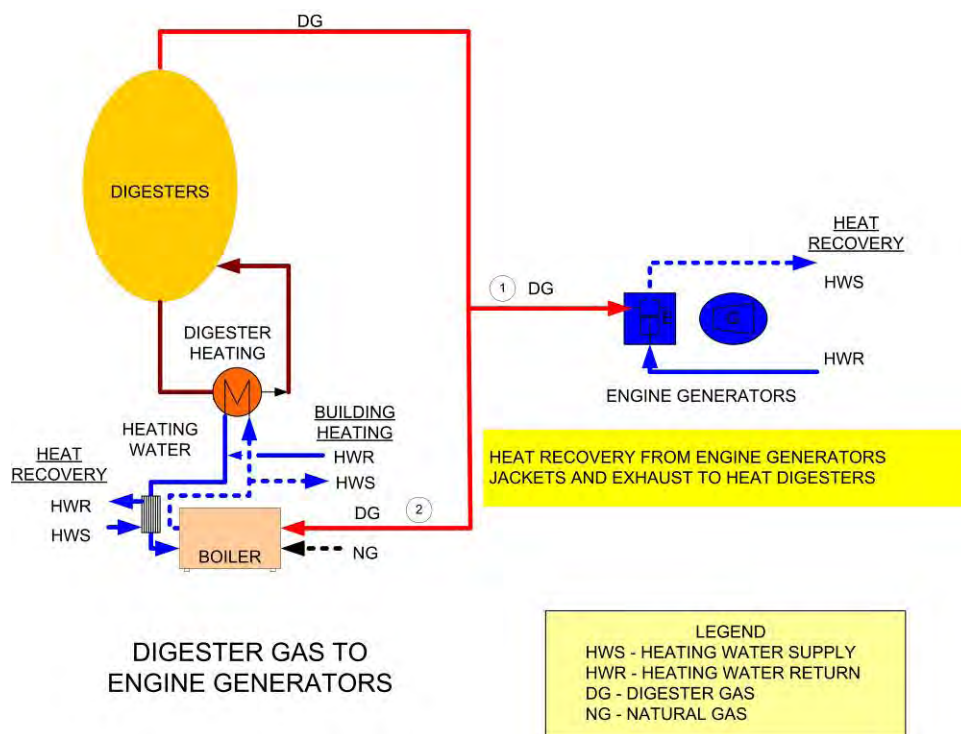 DG
DIGESTERS
HEAT
RECOVERY
HWS
1
DG
G
HWR
ENGINE GENERATORS
DIGESTER
HEATING
HEATING
WATER
BUILDING
HEATING
HWR
HWS
HEAT
RECOVERY
HWR
HWS
DG
2
BOILER
NG
HEAT RECOVERY FROM ENGINE GENERATORS
JACKETS AND EXHAUST TO HEAT DIGESTERS
DIGESTER GAS TO
ENGINE GENERATORS
LEGEND
HWS - HEATING WATER SUPPLY
HWR - HEATING WATER RETURN
DG - DIGESTER GAS
NG - NATURAL GAS